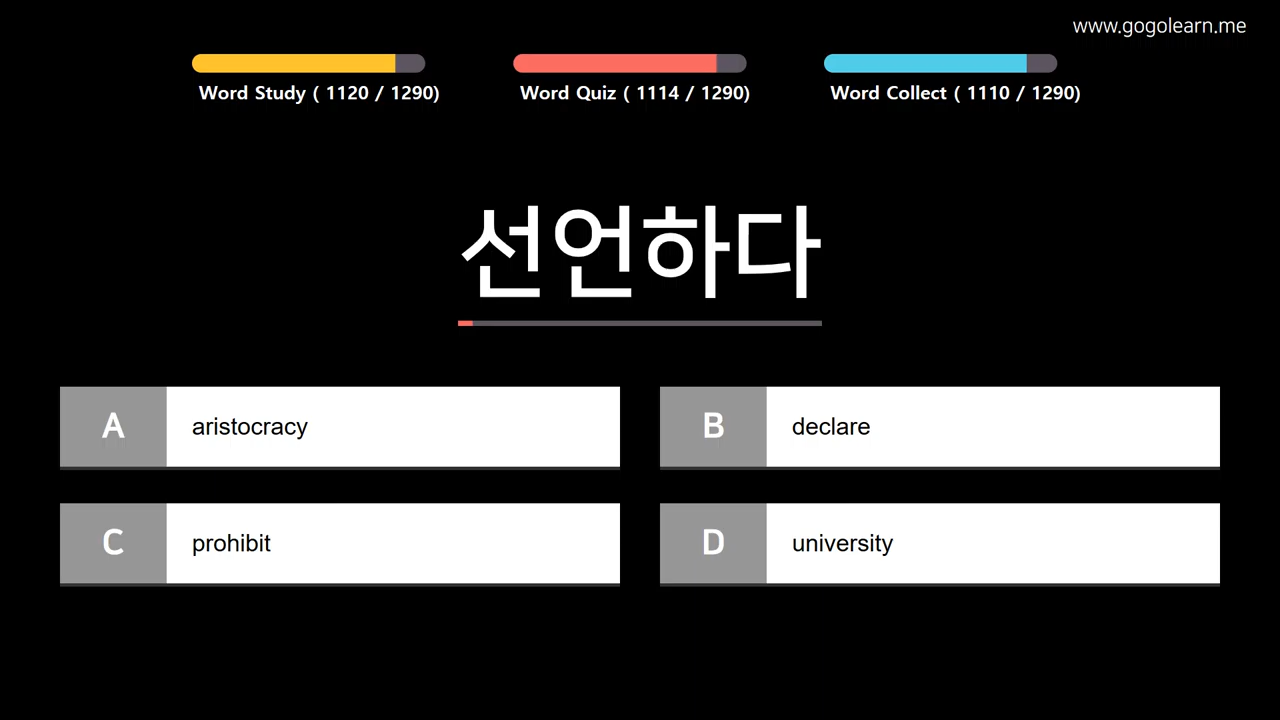 www.gogolearn.me
Word Study ( 1120 / 1290)
Word Quiz ( 1114 / 1290)
Word Collect ( 1110 / 1290)
선언하다
A aristocracy
B declare
C prohibit
D university